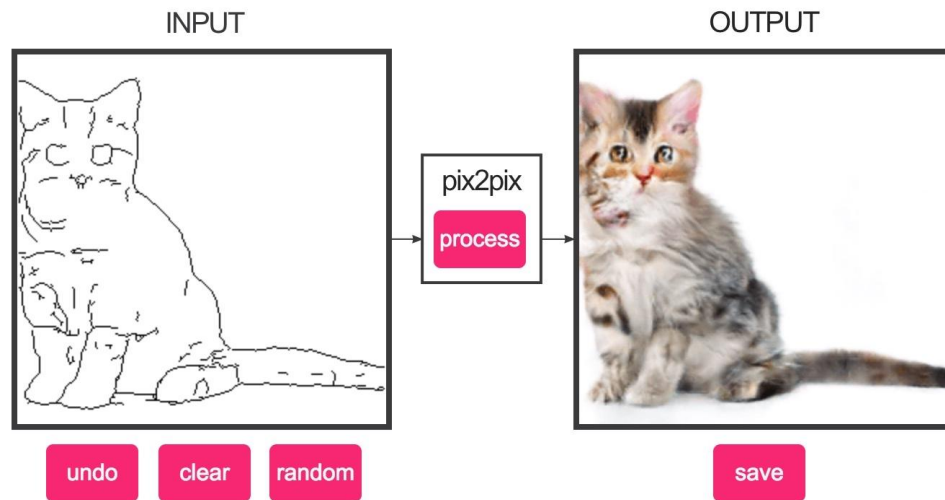 INPUT
OUTPUT
pix2pix
process
undo
clear
random
save